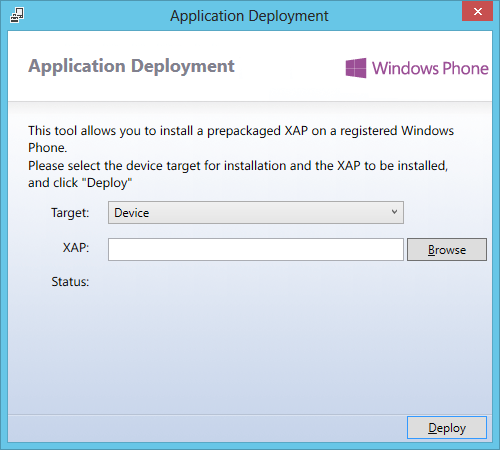 Application Deployment
Application Deployment
Windows Phone
This tool allows you to install a prepackaged XAP on a registered Windows
Phone.
Please select the device target for installation and the XAP to be installed,
and click "Deploy"
Target: Device
XAP: Browse
Status:
Deploy